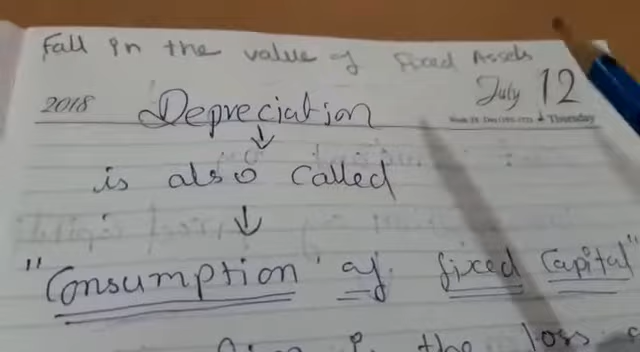 Fall in the value of Fixed Assets
2018 Depreciation July 12
Thursday
↓
is also called
↓
"Consumption of fixed Capital"
the loss